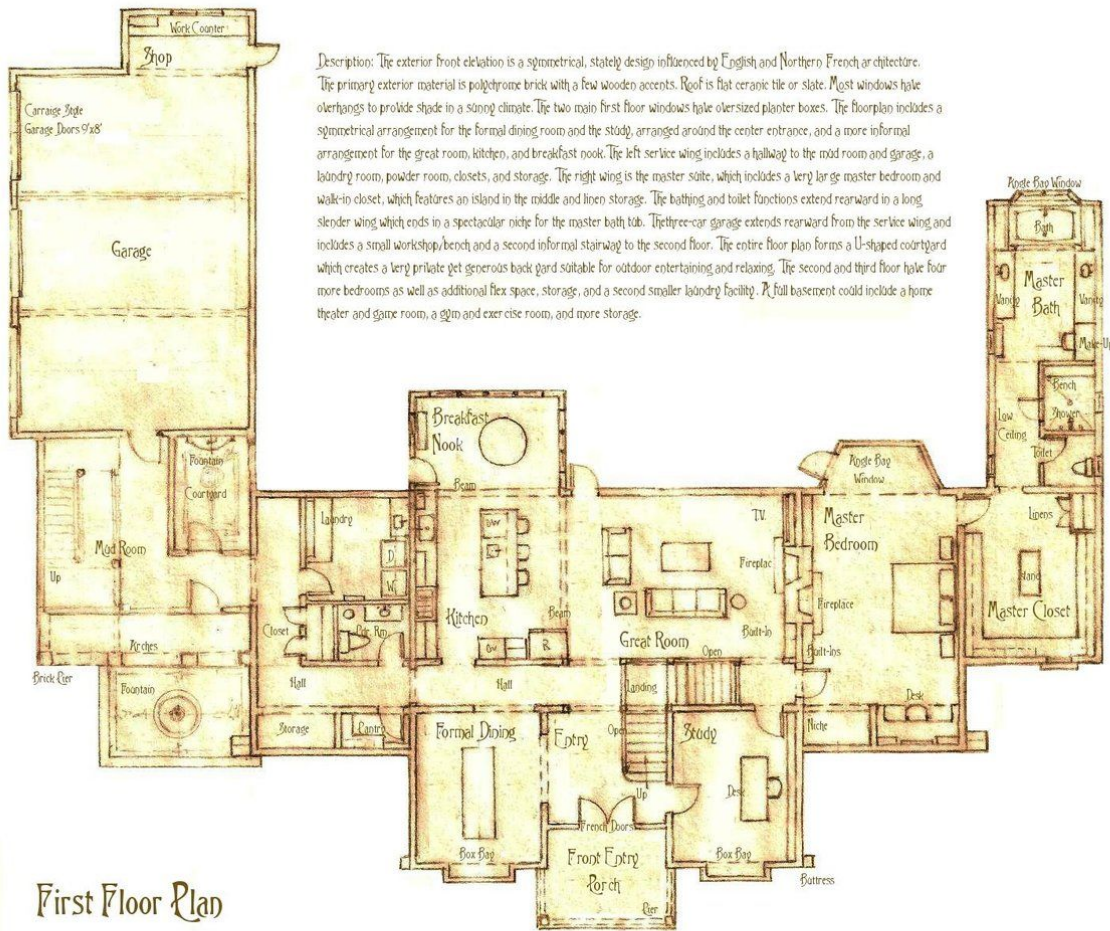 Work Counter
Shop
Description: The exterior front elevation is a symmetrical, stately design influenced by English and Northern French ar chitecture.
The primary exterior material is polychrome brick with a few wooden accents. Roof is flat ceramic tile or slate. Most windows have
overhangs to provide shade in a sunny climate. The two main first floor windows have oversized planter boxes. The floorplan includes a
symmetrical arrangement for the formal dining room and the study, arranged around the center entrance, and a more informal
arrangement for the great room, kitchen, and breakfast nook. The left service wing includes a hallway to the mud room and garage, a
laundry room, powder room, closets, and storage. The right wing is the master suite, which includes a very large master bedroom and
walk-in closet, which features an island in the middle and linen storage. The bathing and toilet functions extend rearward in a long
slender wing which ends in a spectacular niche for the master bath tub. Thethree-car garage extends rearward from the service wing and
includes a small workshop/bench and a second informal stairway to the second floor. The entire floor plan forms a U-shaped courtyard
which creates a very private yet generous back yard suitable for outdoor entertaining and relaxing. The second and third floor have four
more bedrooms as well as additional flex space, storage, and a second smaller laundry facility. A full basement could include a home
theater and game room, a gym and exercise room, and more storage.
Carraige Style
Garage Doors 9'x8'
Garage
Angle Bay Window
Bath
Master
Bath
Vanity
Vanity
Make-Up
Bench
Shower
Low
Ceiling
Toilet
Breakfast
Nook
Beam
Fountain
Courtyard
Angle Bay
Window
Laundry
D
W
DW
T.V.
Master
Bedroom
Linens
Mud Room
Up
Fireplac
Fireplace
Island
Master Closet
Closet
Pdr. Rm.
Kitchen
Beam
Ov
R
Great Room
Built-In
Built-Ins
Arches
Brick Pier
Fountain
Hall
Hall
Landing
Open
Desk
Storage
Pantry
Formal Dining
Entry
Open
Study
Niche
Desk
Up
French Doors
Box Bay
Front Entry
Porch
Box Bay
Buttress
Pier
First Floor Plan